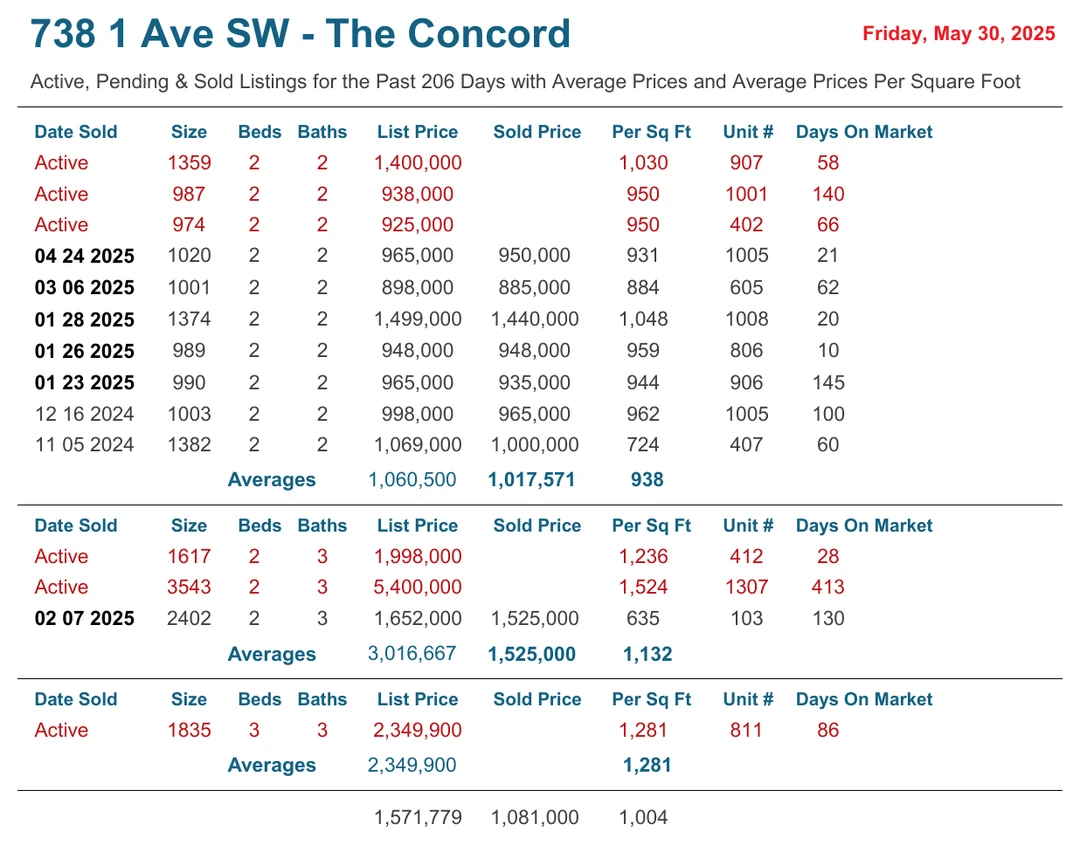 738 1 Ave SW - The Concord Friday, May 30, 2025
Active, Pending & Sold Listings for the Past 206 Days with Average Prices and Average Prices Per Square Foot
Date Sold Size Beds Baths List Price Sold Price Per Sq Ft Unit # Days On Market
Active 1359 2 2 1,400,000 1,030 907 58
Active 987 2 2 938,000 950 1001 140
Active 974 2 2 925,000 950 402 66
04 24 2025 1020 2 2 965,000 950,000 931 1005 21
03 06 2025 1001 2 2 898,000 885,000 884 605 62
01 28 2025 1374 2 2 1,499,000 1,440,000 1,048 1008 20
01 26 2025 989 2 2 948,000 948,000 959 806 10
01 23 2025 990 2 2 965,000 935,000 944 906 145
12 16 2024 1003 2 2 998,000 965,000 962 1005 100
11 05 2024 1382 2 2 1,069,000 1,000,000 724 407 60
Averages 1,060,500 1,017,571 938
Date Sold Size Beds Baths List Price Sold Price Per Sq Ft Unit # Days On Market
Active 1617 2 3 1,998,000 1,236 412 28
Active 3543 2 3 5,400,000 1,524 1307 413
02 07 2025 2402 2 3 1,652,000 1,525,000 635 103 130
Averages 3,016,667 1,525,000 1,132
Date Sold Size Beds Baths List Price Sold Price Per Sq Ft Unit # Days On Market
Active 1835 3 3 2,349,900 1,281 811 86
Averages 2,349,900 1,281
1,571,779 1,081,000 1,004